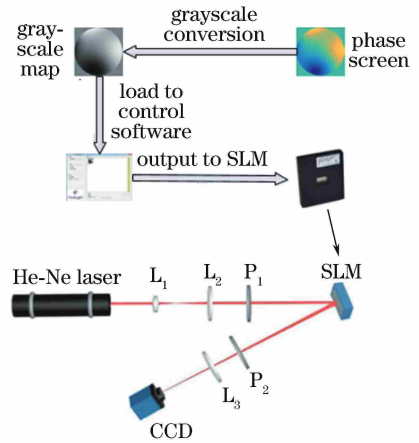 gray-
scale
map
grayscale
conversion
phase
screen
load to
control
software
output to SLM
He-Ne laser
L1
L2
P1
SLM
L3
P2
CCD